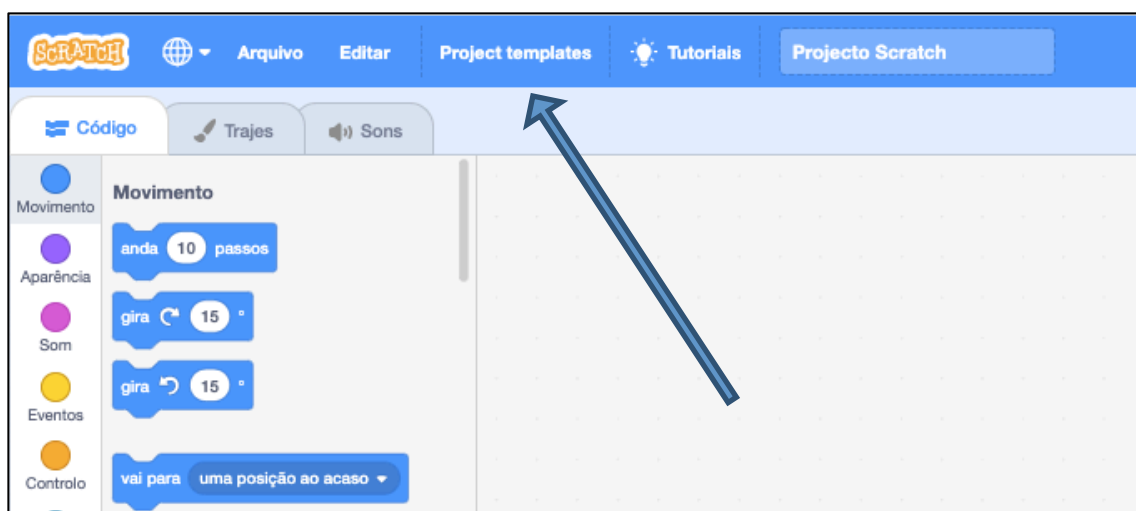 SCRATCH Arquivo Editar Project templates Tutoriais Projecto Scratch
Código Trajes Sons
Movimento
Aparência
Som
Eventos
Controlo
Movimento
anda 10 passos
gira 15 °
gira 15 °
vai para uma posição ao acaso